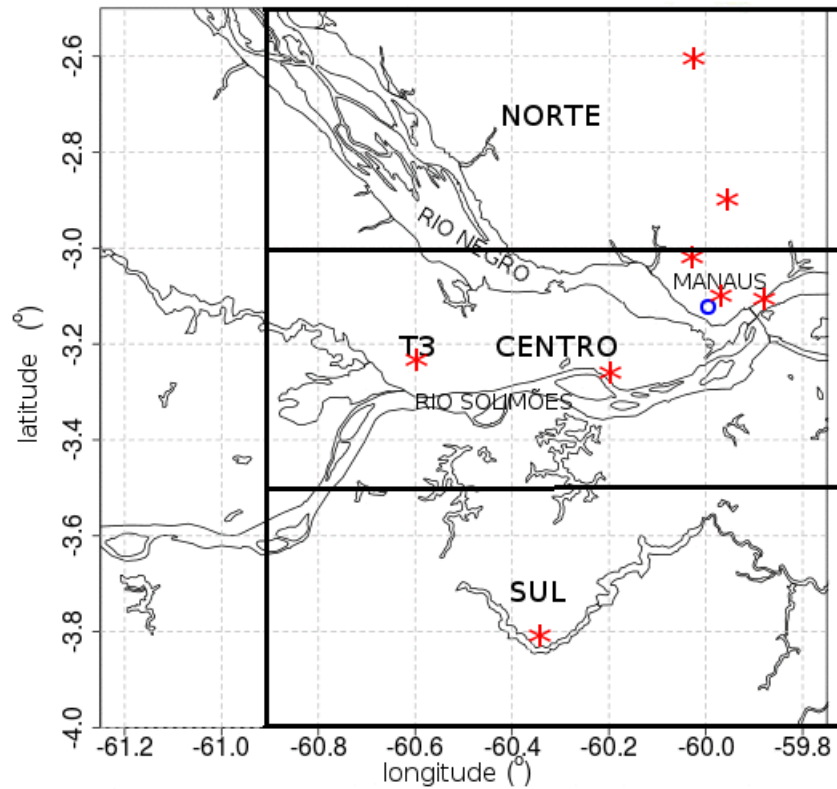 -2.6
NORTE
-2.8
RIO NEGRO
-3.0
MANAUS
-3.2
T3 CENTRO
RIO SOLIMÕES
-3.4
latitude (o)
-3.6
SUL
-3.8
-4.0
-61.2 -61.0 -60.8 -60.6 -60.4 -60.2 -60.0 -59.8
longitude (o)